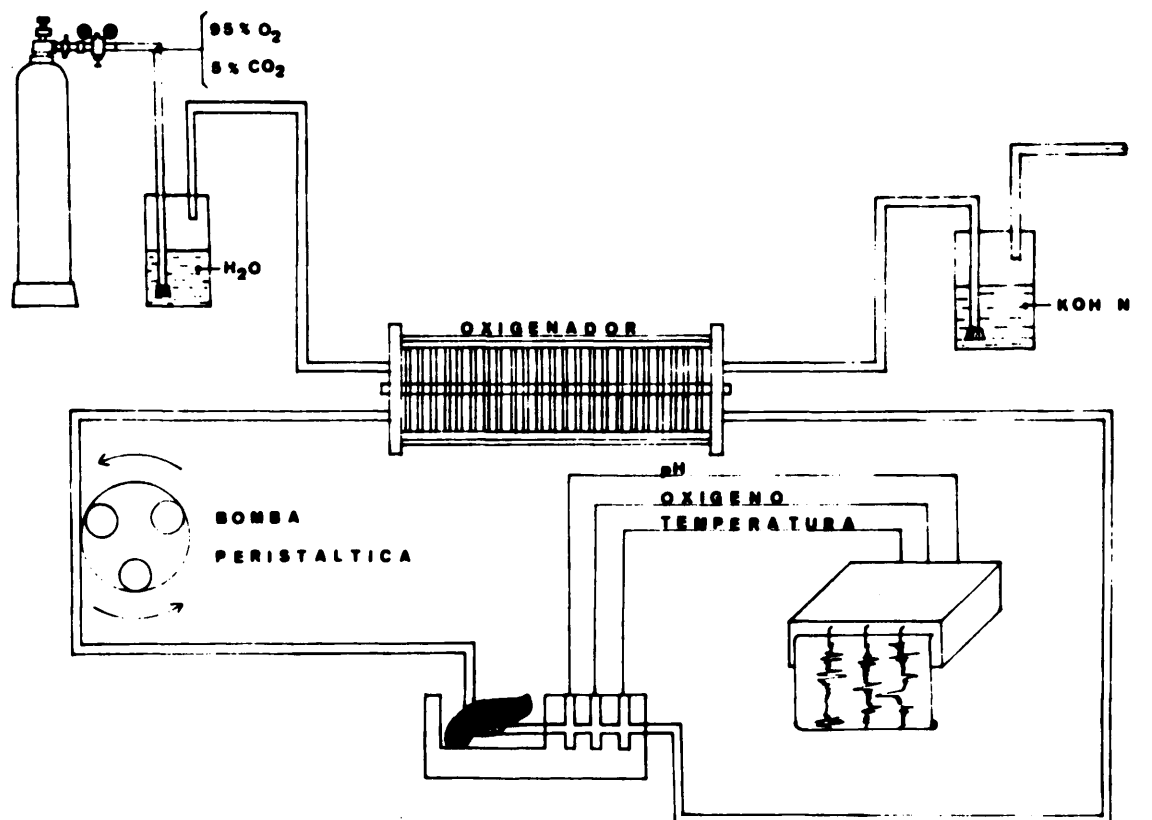 95 % O₂
5 % CO₂
H₂O
KOH N
OXIGENADOR
pH
OXIGENO
TEMPERATURA
BOMBA
PERISTALTICA